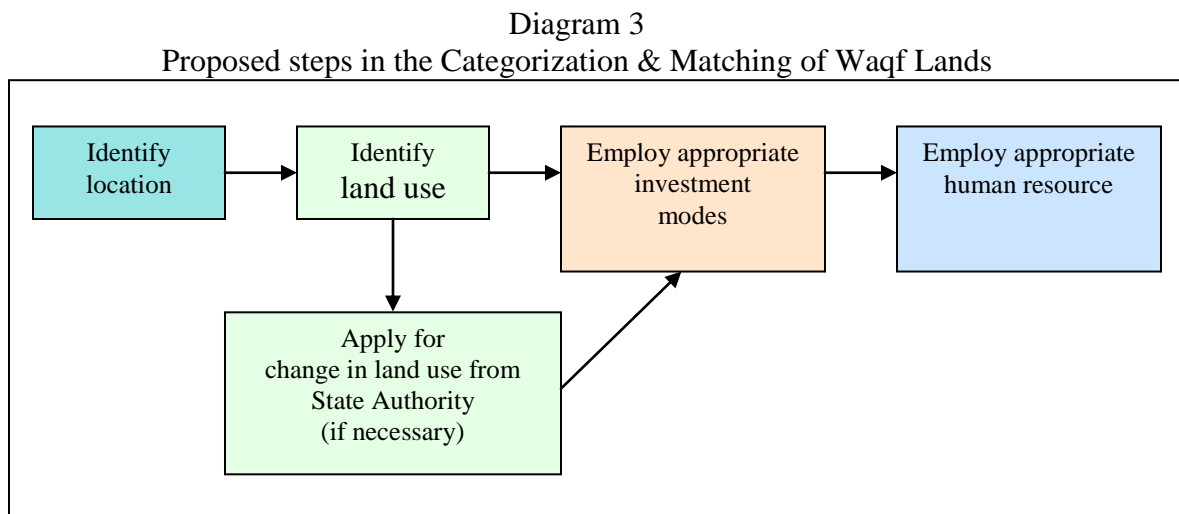 Diagram 3
Proposed steps in the Categorization & Matching of Waqf Lands
Identify
location
Identify
land use
Employ appropriate
investment
modes
Employ appropriate
human resource
Apply for
change in land use from
State Authority
(if necessary)